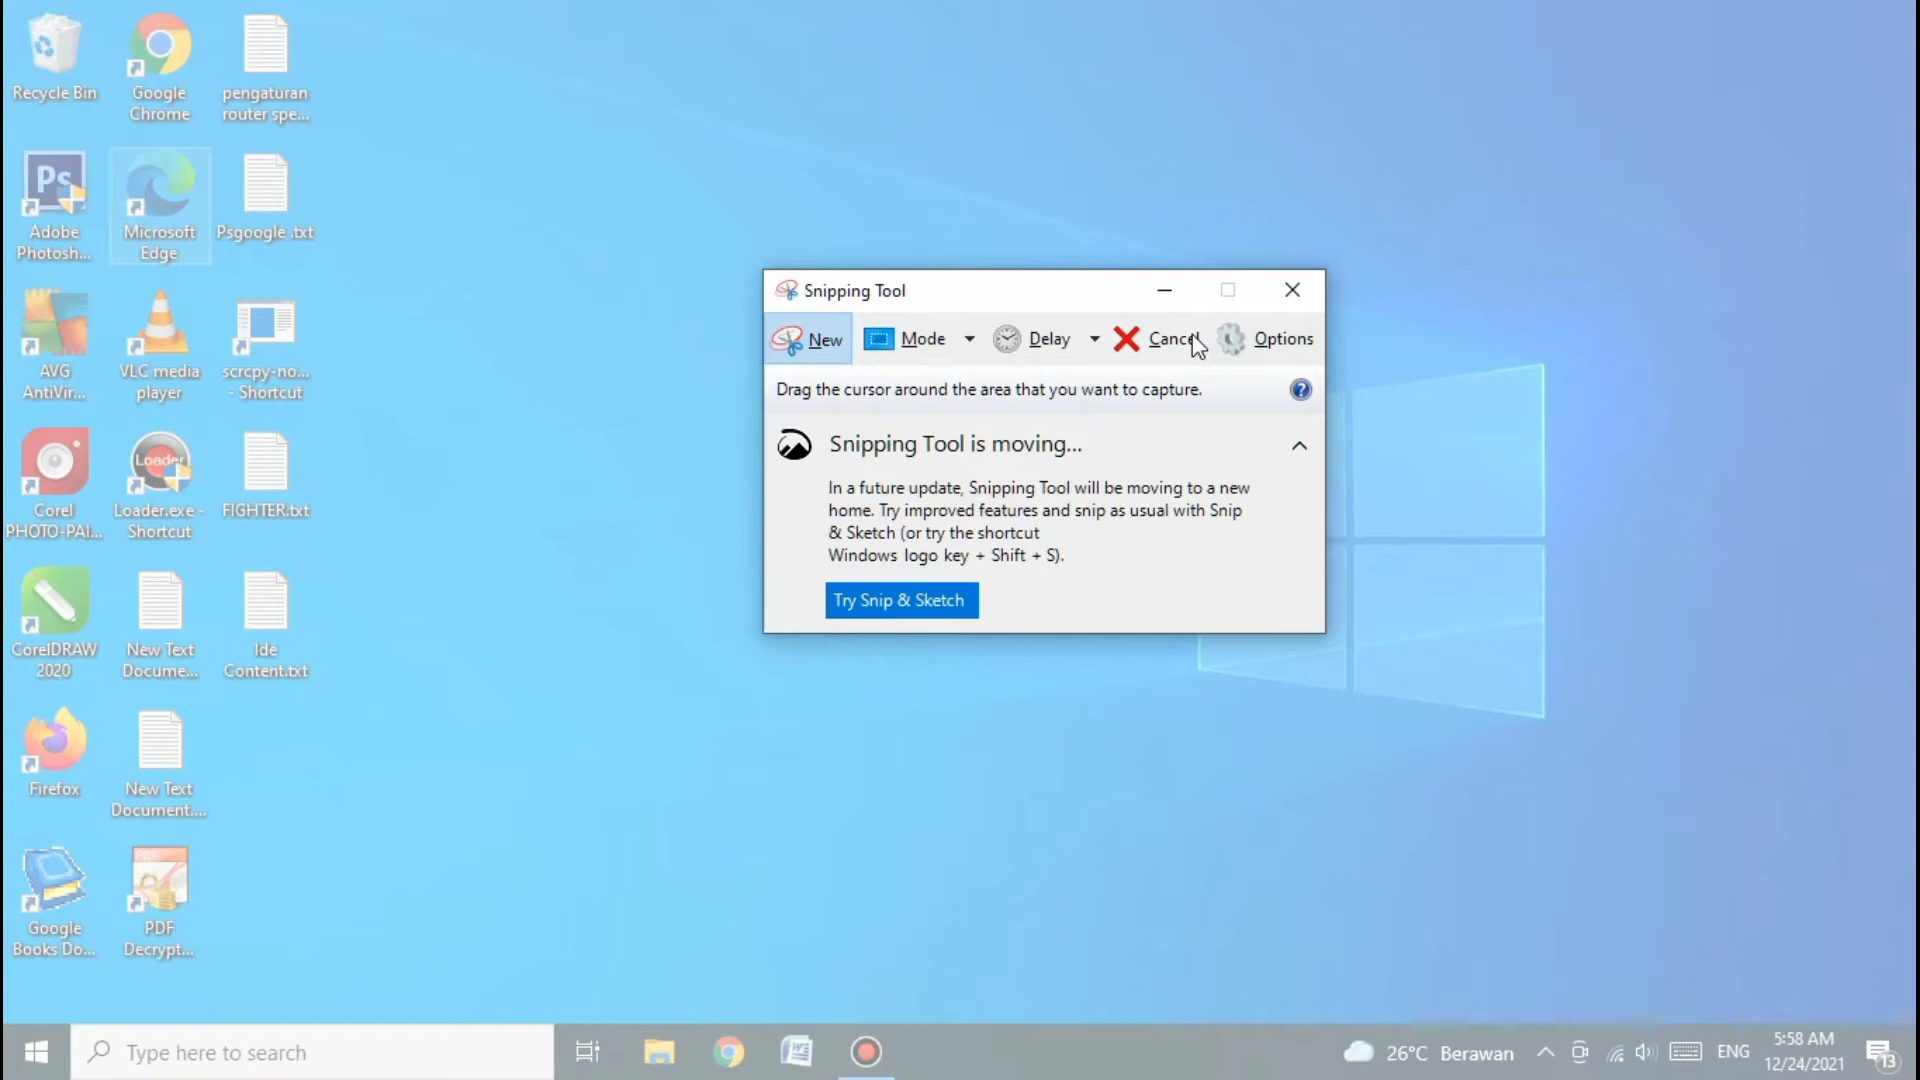 Recycle Bin
Google
Chrome
pengaturan
router spe...
Ps
Adobe
Photosh...
Microsoft
Edge
Psgoogle .txt
AVG
AntiVir...
VLC media
player
scrcpy-no...
- Shortcut
Corel
PHOTO-PAI...
Loader
Loader.exe -
Shortcut
FIGHTER.txt
CorelDRAW
2020
New Text
Docume...
Ide
Content.txt
Firefox
New Text
Document....
Google
Books Do...
PDF
PDF
Decrypt...
Snipping Tool
New
Mode
Delay
Cancel
Options
Drag the cursor around the area that you want to capture.
?
Snipping Tool is moving...
In a future update, Snipping Tool will be moving to a new
home. Try improved features and snip as usual with Snip
& Sketch (or try the shortcut
Windows logo key + Shift + S).
Try Snip & Sketch
Type here to search
W
26°C Berawan
ENG
5:58 AM
12/24/2021
13